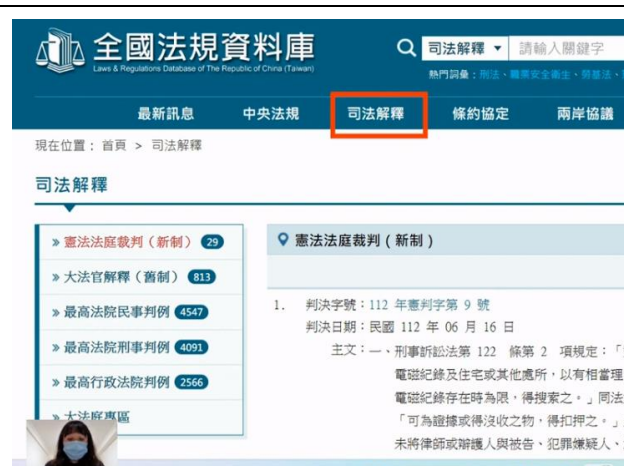 全國法規資料庫
Laws & Regulations Database of The Republic of China (Taiwan)
司法解釋 ▼ 請輸入關鍵字
熱門詞彙：刑法、職業安全衛生、勞基法、
最新訊息 中央法規 司法解釋 條約協定 兩岸協議
現在位置： 首頁 > 司法解釋
司法解釋
» 憲法法庭裁判（新制） 29
» 大法官解釋（舊制） 813
» 最高法院民事判例 4547
» 最高法院刑事判例 4091
» 最高行政法院判例 2566
» 大法庭專區
憲法法庭裁判（新制）
1. 判決字號：112 年憲判字第 9 號
判決日期：民國 112 年 06 月 16 日
主文：一、刑事訴訟法第 122 條第 2 項規定：「
電磁紀錄及住宅或其他處所，以有相當理
電磁紀錄存在時為限，得搜索之。」同法
「可為證據或得沒收之物，得扣押之。」
未將律師或辯護人與被告、犯罪嫌疑人、